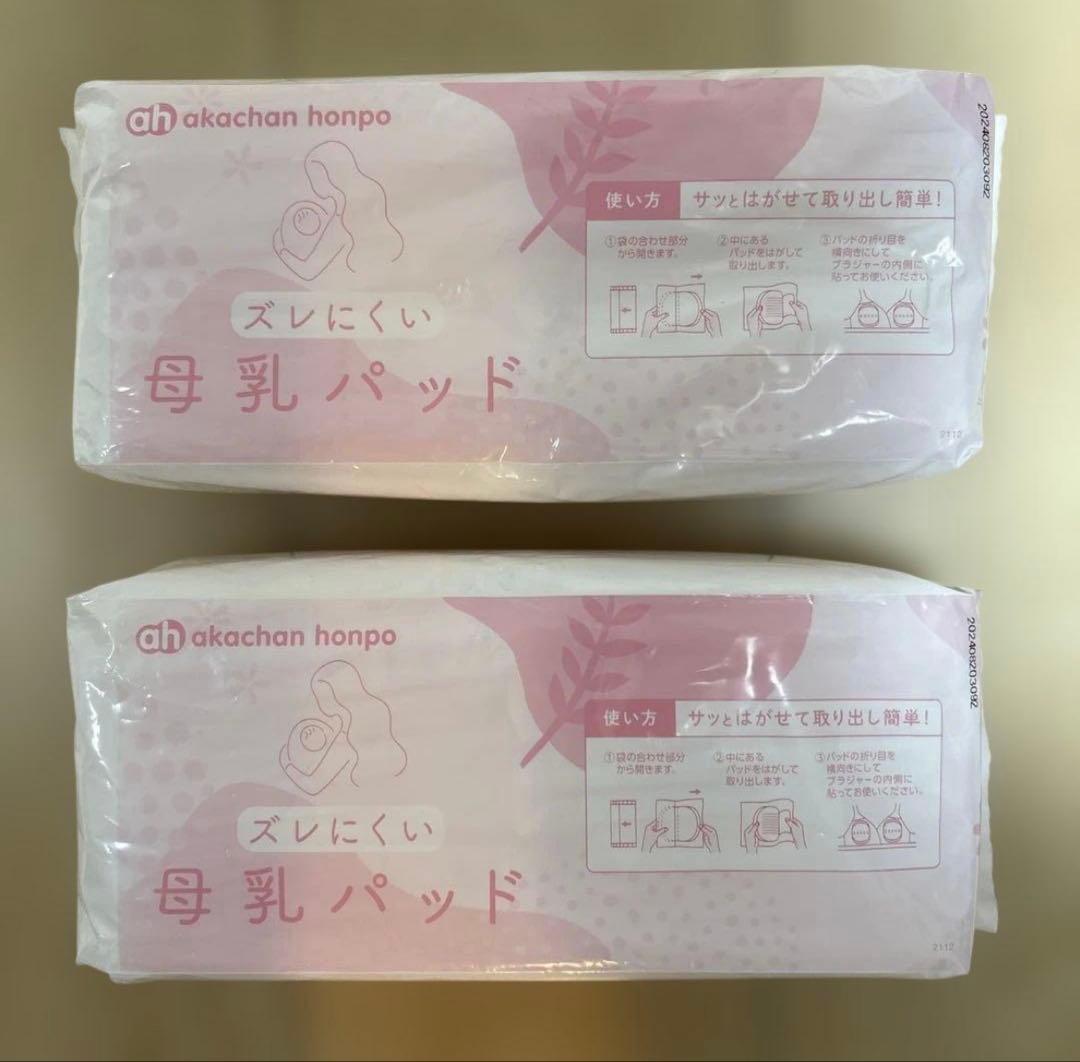 ah akachan honpo
202408203092
使い方 サッとはがせて取り出し簡単!
①袋の合わせ部分
から開きます。
②中にある
パッドをはがして
取り出します。
③パッドの折り目を
横向きにして
ブラジャーの内側に
貼ってお使いください。
ズレにくい
母乳パッド
2112
ah akachan honpo
202408203092
使い方 サッとはがせて取り出し簡単!
①袋の合わせ部分
から開きます。
②中にある
パッドをはがして
取り出します。
③パッドの折り目を
横向きにして
ブラジャーの内側に
貼ってお使いください。
ズレにくい
母乳パッド
2112